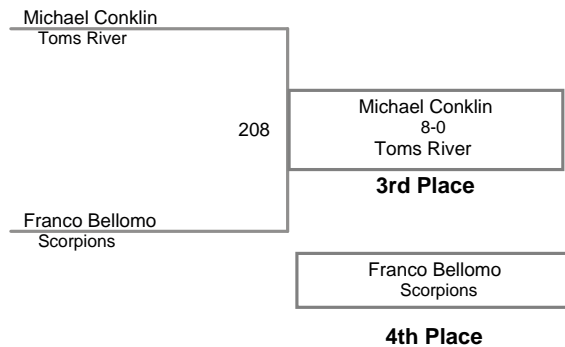 Michael Conklin
Toms River
208
Michael Conklin
8-0
Toms River
3rd Place
Franco Bellomo
Scorpions
Franco Bellomo
Scorpions
4th Place